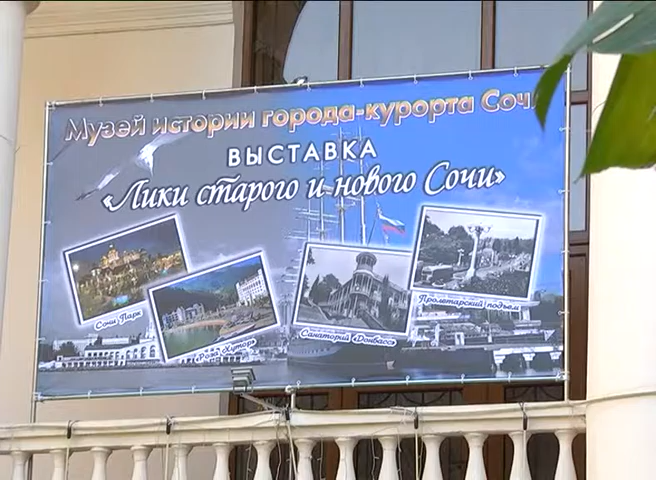 Музей истории города-курорта Сочи
ВЫСТАВКА
«Лики старого и нового Сочи»
Сочи Парк
Роза Хутор
Санаторий «Донбасс»
Пролетарский подъем